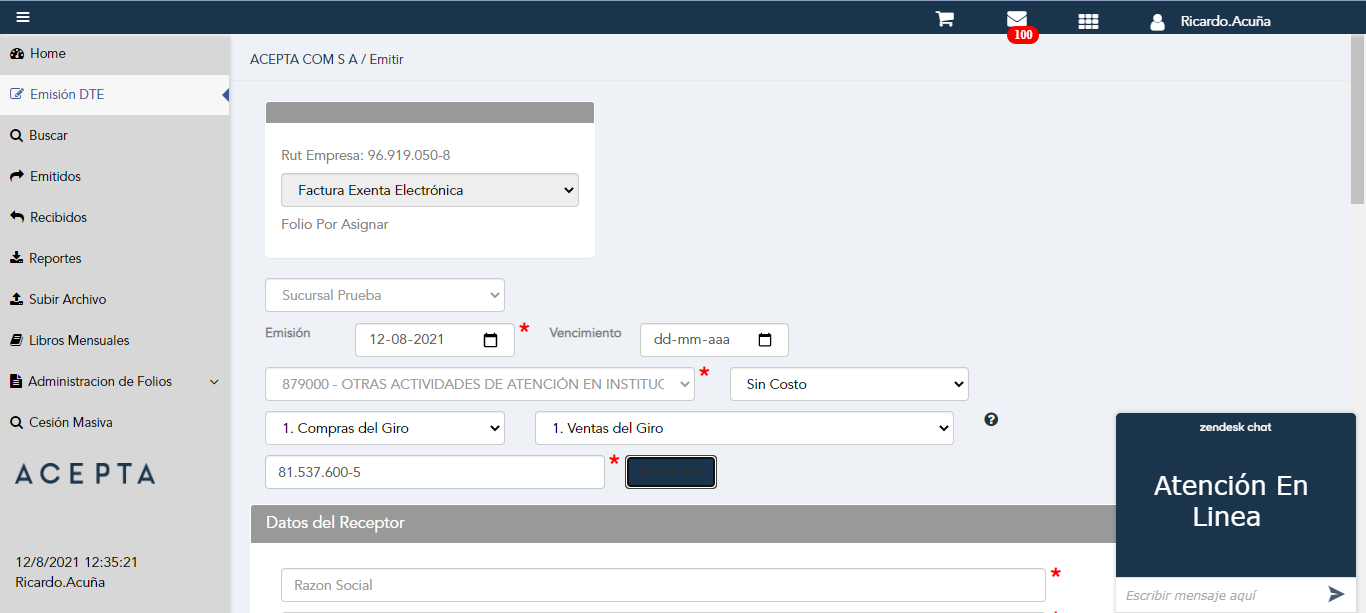 Ricardo.Acuña
100
Home
Emisión DTE
Buscar
Emitidos
Recibidos
Reportes
Subir Archivo
Libros Mensuales
Administracion de Folios
Cesión Masiva
ACEPTA
12/8/2021 12:35:21
Ricardo.Acuña
ACEPTA COM S A / Emitir
Rut Empresa: 96.919.050-8
Factura Exenta Electrónica
Folio Por Asignar
Sucursal Prueba
Emisión 12-08-2021 * Vencimiento dd-mm-aaa
879000 - OTRAS ACTIVIDADES DE ATENCIÓN EN INSTITUC * Sin Costo
1. Compras del Giro 1. Ventas del Giro ?
81.537.600-5 *
Datos del Receptor
Razon Social *
zendesk chat
Atención En
Linea
Escribir mensaje aquí